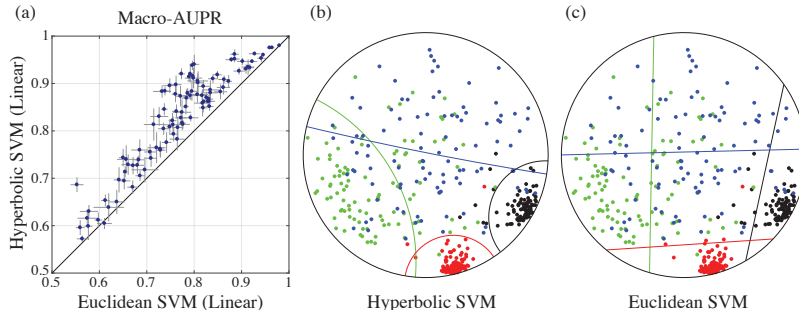 (a)
Macro-AUPR
(b)
(c)
1
0.9
0.8
0.7
0.6
0.5
Hyperbolic SVM (Linear)
0.5 0.6 0.7 0.8 0.9 1
Euclidean SVM (Linear)
Hyperbolic SVM
Euclidean SVM